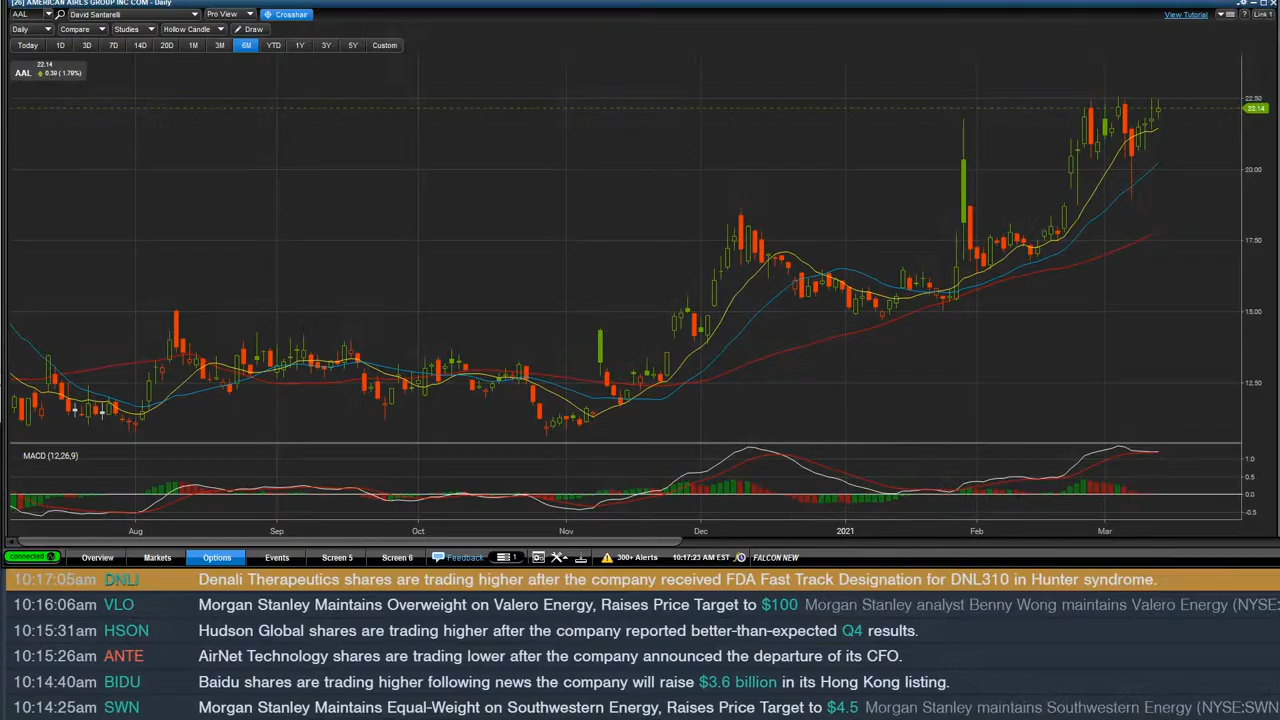 [26] AMERICAN AIRLS GROUP INC COM - Daily
AAL David Santarelli Pro View Crosshair View Tutorial ? Link 1
Daily Compare Studies Hollow Candle Draw
Today 1D 3D 7D 14D 20D 1M 3M 6M YTD 1Y 3Y 5Y Custom
22.14
AAL 0.39 (1.79%)
22.50
22.14
20.00
17.50
15.00
12.50
MACD (12,26,9)
1.0
0.5
0.0
-0.5
Aug Sep Oct Nov Dec 2021 Feb Mar
connected Overview Markets Options Events Screen 5 Screen 6 Feedback 1 300+ Alerts 10:17:23 AM EST FALCON NEW
10:17:05am DNLI Denali Therapeutics shares are trading higher after the company received FDA Fast Track Designation for DNL310 in Hunter syndrome.
10:16:06am VLO Morgan Stanley Maintains Overweight on Valero Energy, Raises Price Target to $100 Morgan Stanley analyst Benny Wong maintains Valero Energy (NYSE:
10:15:31am HSON Hudson Global shares are trading higher after the company reported better-than-expected Q4 results.
10:15:26am ANTE AirNet Technology shares are trading lower after the company announced the departure of its CFO.
10:14:40am BIDU Baidu shares are trading higher following news the company will raise $3.6 billion in its Hong Kong listing.
10:14:25am SWN Morgan Stanley Maintains Equal-Weight on Southwestern Energy, Raises Price Target to $4.5 Morgan Stanley maintains Southwestern Energy (NYSE:SWN